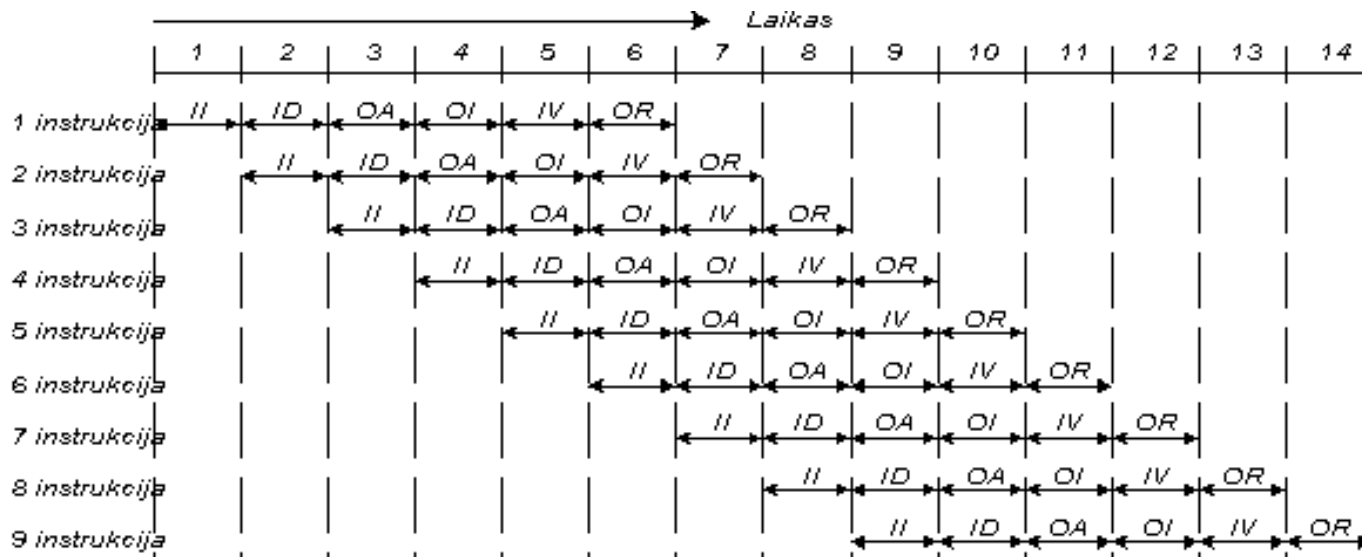 Laikas
1 2 3 4 5 6 7 8 9 10 11 12 13 14
1 instrukcija II ID OA OI IV OR
2 instrukcija II ID OA OI IV OR
3 instrukcija II ID OA OI IV OR
4 instrukcija II ID OA OI IV OR
5 instrukcija II ID OA OI IV OR
6 instrukcija II ID OA OI IV OR
7 instrukcija II ID OA OI IV OR
8 instrukcija II ID OA OI IV OR
9 instrukcija II ID OA OI IV OR